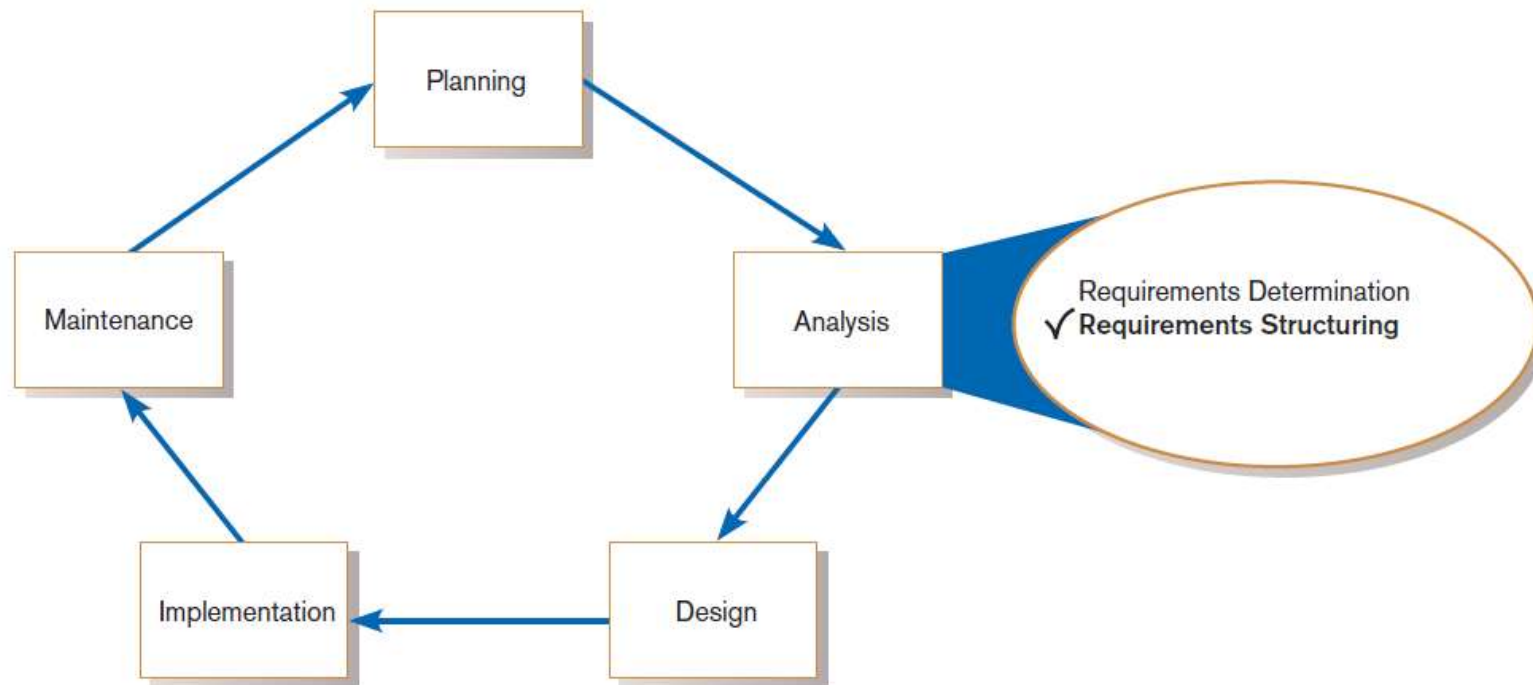 Planning
Maintenance
Analysis
Requirements Determination
✓ Requirements Structuring
Implementation
Design